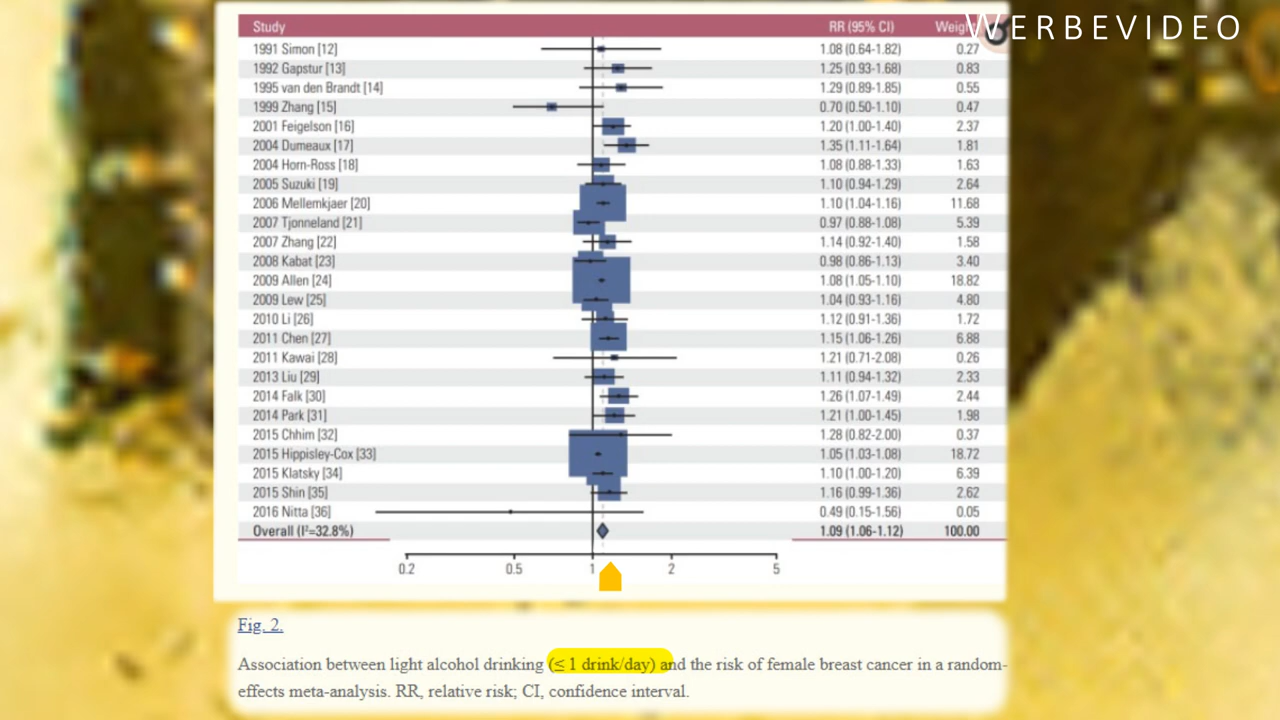 WERBEVIDEO
Study RR (95% CI) Weight
1991 Simon [12] 1.08 (0.64-1.82) 0.27
1992 Gapstur [13] 1.25 (0.93-1.68) 0.83
1995 van den Brandt [14] 1.29 (0.89-1.85) 0.55
1999 Zhang [15] 0.70 (0.50-1.10) 0.47
2001 Feigelson [16] 1.20 (1.00-1.40) 2.37
2004 Dumeaux [17] 1.35 (1.11-1.64) 1.81
2004 Horn-Ross [18] 1.08 (0.88-1.33) 1.63
2005 Suzuki [19] 1.10 (0.94-1.29) 2.64
2006 Mellemkjaer [20] 1.10 (1.04-1.16) 11.68
2007 Tjonneland [21] 0.97 (0.88-1.08) 5.39
2007 Zhang [22] 1.14 (0.92-1.40) 1.58
2008 Kabat [23] 0.98 (0.86-1.13) 3.40
2009 Allen [24] 1.08 (1.05-1.10) 18.82
2009 Lew [25] 1.04 (0.93-1.16) 4.80
2010 Li [26] 1.12 (0.91-1.36) 1.72
2011 Chen [27] 1.15 (1.06-1.26) 6.88
2011 Kawai [28] 1.21 (0.71-2.08) 0.26
2013 Liu [29] 1.11 (0.94-1.32) 2.33
2014 Falk [30] 1.26 (1.07-1.49) 2.44
2014 Park [31] 1.21 (1.00-1.45) 1.98
2015 Chhim [32] 1.28 (0.82-2.00) 0.37
2015 Hippisley-Cox [33] 1.05 (1.03-1.08) 18.72
2015 Klatsky [34] 1.10 (1.00-1.20) 6.39
2015 Shin [35] 1.16 (0.99-1.36) 2.62
2016 Nitta [36] 0.49 (0.15-1.56) 0.05
Overall (I²=32.8%) 1.09 (1.06-1.12) 100.00
0.2 0.5 1 2 5
Fig. 2.
Association between light alcohol drinking (≤ 1 drink/day) and the risk of female breast cancer in a random-
effects meta-analysis. RR, relative risk; CI, confidence interval.